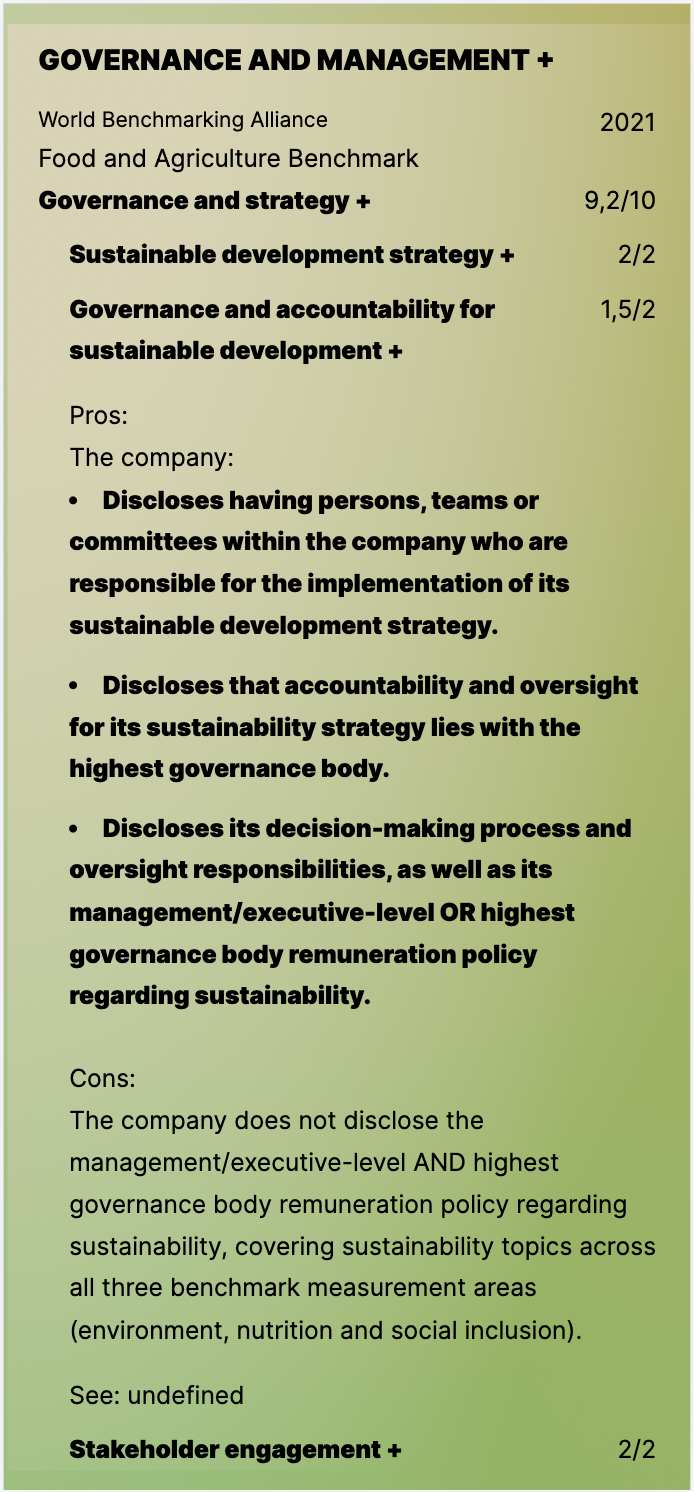 GOVERNANCE AND MANAGEMENT +
World Benchmarking Alliance 2021
Food and Agriculture Benchmark
Governance and strategy + 9,2/10
Sustainable development strategy + 2/2
Governance and accountability for 1,5/2
sustainable development +
Pros:
The company:
• Discloses having persons, teams or
committees within the company who are
responsible for the implementation of its
sustainable development strategy.
• Discloses that accountability and oversight
for its sustainability strategy lies with the
highest governance body.
• Discloses its decision-making process and
oversight responsibilities, as well as its
management/executive-level OR highest
governance body remuneration policy
regarding sustainability.
Cons:
The company does not disclose the
management/executive-level AND highest
governance body remuneration policy regarding
sustainability, covering sustainability topics across
all three benchmark measurement areas
(environment, nutrition and social inclusion).
See: undefined
Stakeholder engagement + 2/2